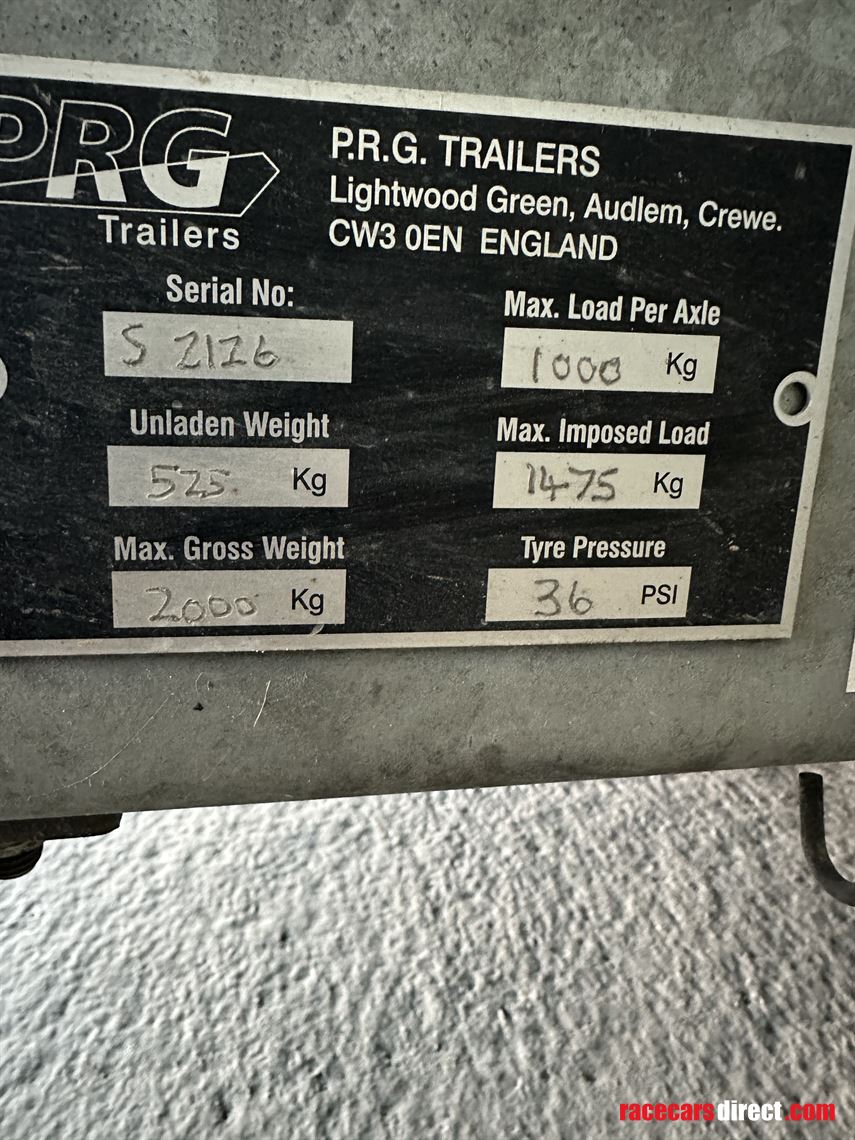 PRG
Trailers
P.R.G. TRAILERS
Lightwood Green, Audlem, Crewe.
CW3 0EN ENGLAND
Serial No:
S 2126
Unladen Weight
525 Kg
Max. Gross Weight
2000 Kg
Max. Load Per Axle
1000 Kg
Max. Imposed Load
1475 Kg
Tyre Pressure
36 PSI
racecarsdirect.com